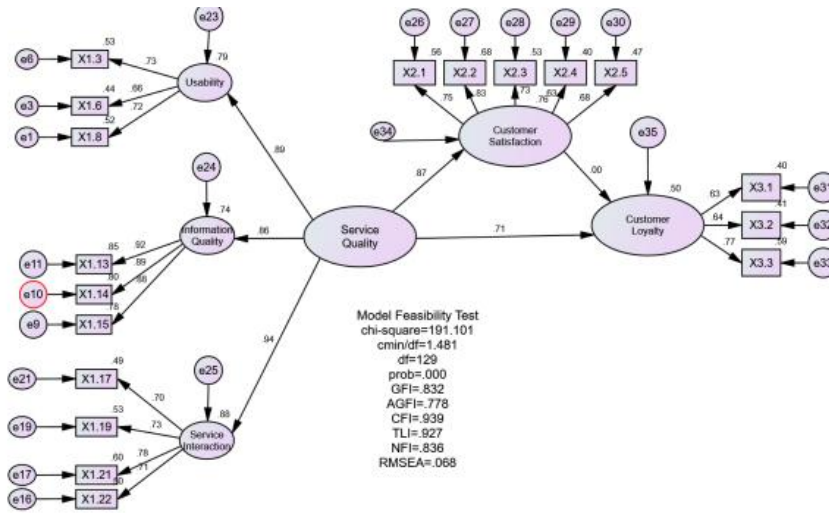 e23
.79
.53
e6
X1.3
.73
Usability
.44
e3
X1.6
.66
.72
.52
e1
X1.8
.89
e24
.74
Information
Quality
.86
.85
e11
X1.13
.92
.89
e10
X1.14
e9
X1.15
.94
.49
e21
X1.17
e25
.70
.88
.53
e19
X1.19
.73
Service
Interaction
.60
e17
X1.21
.78
.71
e16
X1.22
Service
Quality
.87
.71
e26
e27
e28
e29
e30
.56
.68
.53
.40
.47
X2.1
X2.2
X2.3
X2.4
X2.5
.75
.83
.73
.76
.63
.68
e34
Customer
Satisfaction
.00
e35
.50
Customer
Loyalty
.40
63
X3.1
e31
.41
.64
X3.2
e32
.59
.77
X3.3
e33
Model Feasibility Test
chi-square=191.101
cmin/df=1.481
df=129
prob=.000
GFI=.832
AGFI=.778
CFI=.939
TLI=.927
NFI=.836
RMSEA=.068